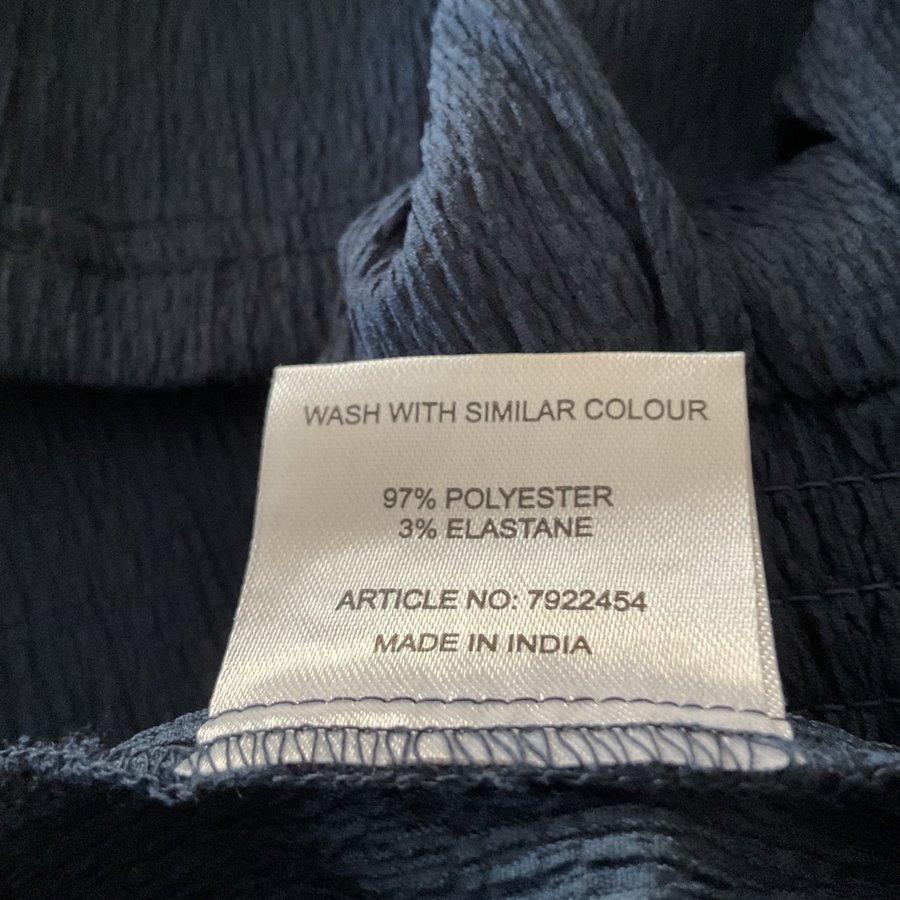 WASH WITH SIMILAR COLOUR
97% POLYESTER
3% ELASTANE
ARTICLE NO: 7922454
MADE IN INDIA